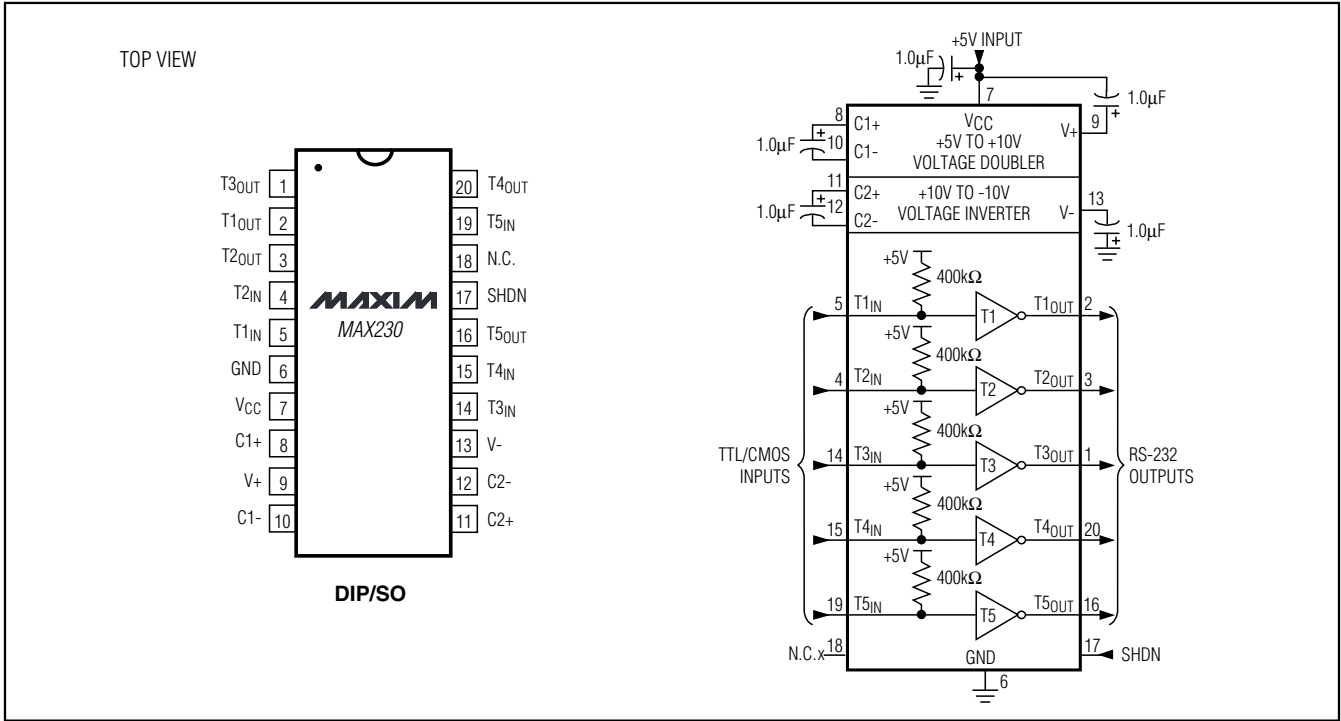 TOP VIEW
T3OUT 1
T1OUT 2
T2OUT 3
T2IN 4
T1IN 5
GND 6
VCC 7
C1+ 8
V+ 9
C1- 10
20 T4OUT
19 T5IN
18 N.C.
17 SHDN
16 T5OUT
15 T4IN
14 T3IN
13 V-
12 C2-
11 C2+
MAXIM
MAX230
DIP/SO
+5V INPUT
1.0µF
+
7
1.0µF
+
8 C1+
1.0µF + 10
C1-
VCC
+5V TO +10V
VOLTAGE DOUBLER
V+ 9
11 C2+
1.0µF + 12
C2-
+10V TO -10V
VOLTAGE INVERTER
V- 13
1.0µF
+
+5V
400kΩ
5 T1IN T1 T1OUT 2
+5V
400kΩ
4 T2IN T2 T2OUT 3
+5V
400kΩ
TTL/CMOS
INPUTS
14 T3IN T3 T3OUT 1
RS-232
OUTPUTS
+5V
400kΩ
15 T4IN T4 T4OUT 20
+5V
400kΩ
19 T5IN T5 T5OUT 16
N.C.x 18
GND
17 SHDN
6